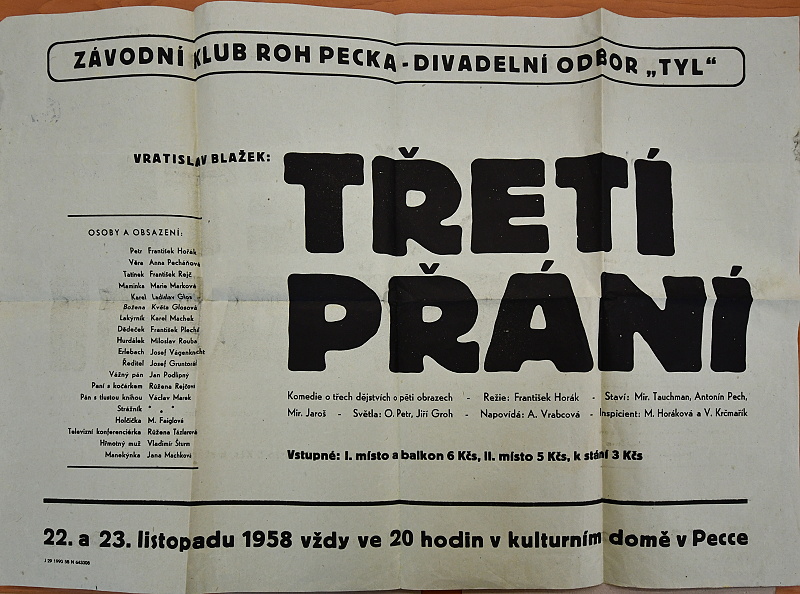 ZÁVODNÍ KLUB ROH PECKA - DIVADELNÍ ODBOR „TYL"
VRATISLAV BLAŽEK:
TŘETÍ
PŘÁNÍ
OSOBY A OBSAZENÍ:
Petr František Horák
Věra Anna Pecháňová
Tatínek František Rejč
Maminka Marie Marková
Karel Ladislav Glos
Božena Květa Glosová
Lakýrník Karel Machek
Dědeček František Plechč
Hurdálek Miloslav Rouba
Erlebach Josef Vágenknecht
Ředitel Josef Gruntorád
Vážný pán Jan Podlipný
Paní s kočárkem Růžena Rejčová
Pán s tlustou knihou Václav Marek
Strážník " * "
Holčička M. Faiglová
Televizní konferenciérka Růžena Tázlarová
Hřmotný muž Vladimír Šturm
Manekýnka Jana Machková
Komedie o třech dějstvích o pěti obrazech - Režie: František Horák - Staví: Mir. Tauchman, Antonín Pech,
Mir. Jaroš - Světla: O. Petr, Jiří Groh - Napovídá: A. Vrabcová - Inspicient: M. Horáková a V. Krčmařík
Vstupné: I. místo a balkon 6 Kčs, II. místo 5 Kčs, k stání 3 Kčs
22. a 23. listopadu 1958 vždy ve 20 hodin v kulturním domě v Pecce